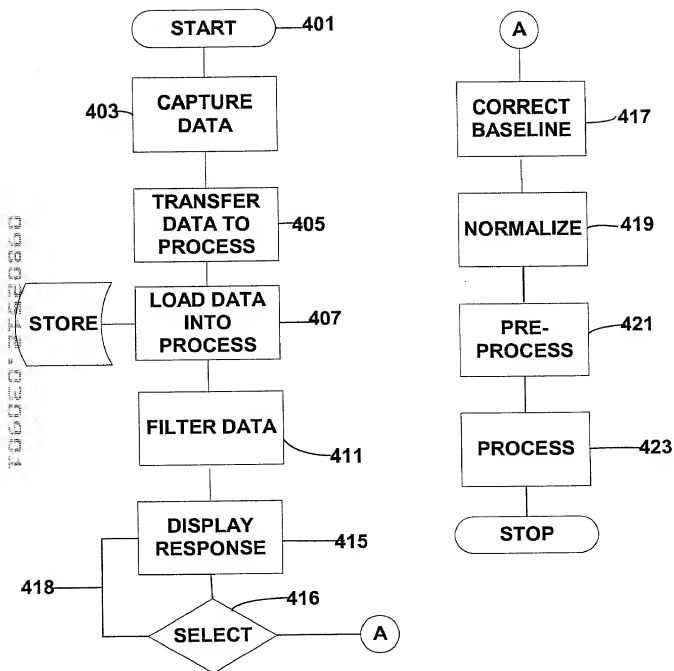 START
401
403
CAPTURE
DATA
TRANSFER
DATA TO
PROCESS
405
STORE
LOAD DATA
INTO
PROCESS
407
FILTER DATA
411
DISPLAY
RESPONSE
415
418
416
SELECT
A
A
CORRECT
BASELINE
417
NORMALIZE
419
PRE-
PROCESS
421
PROCESS
423
STOP